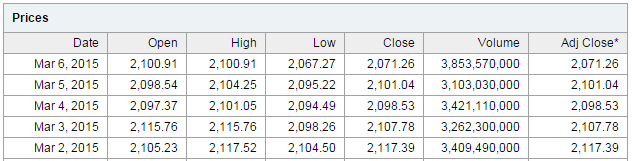 Prices
Date Open High Low Close Volume Adj Close*
Mar 6, 2015 2,100.91 2,100.91 2,067.27 2,071.26 3,853,570,000 2,071.26
Mar 5, 2015 2,098.54 2,104.25 2,095.22 2,101.04 3,103,030,000 2,101.04
Mar 4, 2015 2,097.37 2,101.05 2,094.49 2,098.53 3,421,110,000 2,098.53
Mar 3, 2015 2,115.76 2,115.76 2,098.26 2,107.78 3,262,300,000 2,107.78
Mar 2, 2015 2,105.23 2,117.52 2,104.50 2,117.39 3,409,490,000 2,117.39